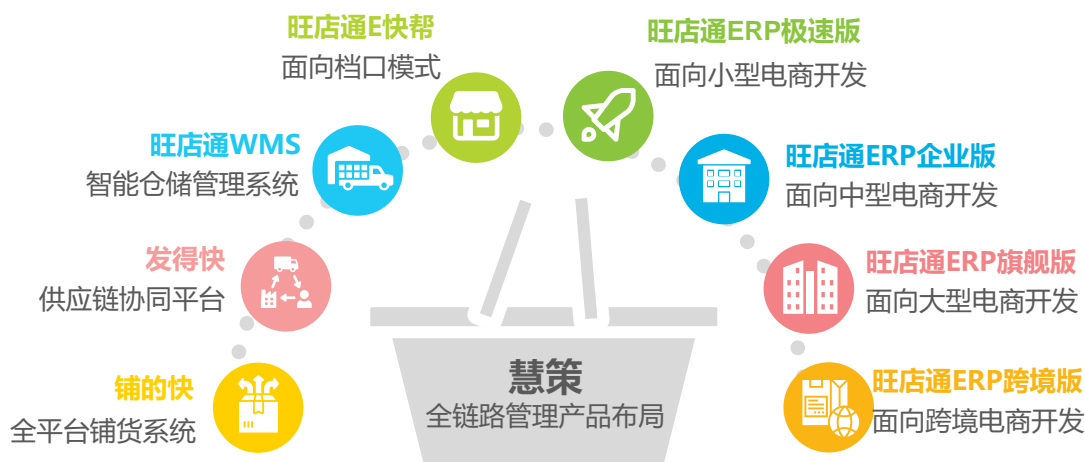 旺店通E快帮
面向档口模式
旺店通ERP极速版
面向小型电商开发
旺店通WMS
智能仓储管理系统
旺店通ERP企业版
面向中型电商开发
发得快
供应链协同平台
旺店通ERP旗舰版
面向大型电商开发
铺的快
全平台铺货系统
慧策
全链路管理产品布局
旺店通ERP跨境版
面向跨境电商开发